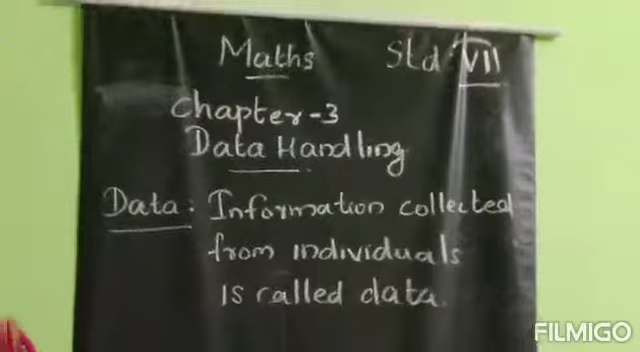 Maths Std: VII
Chapter-3
Data Handling
Data: Information collected
from individuals
is called data.
FILMIGO